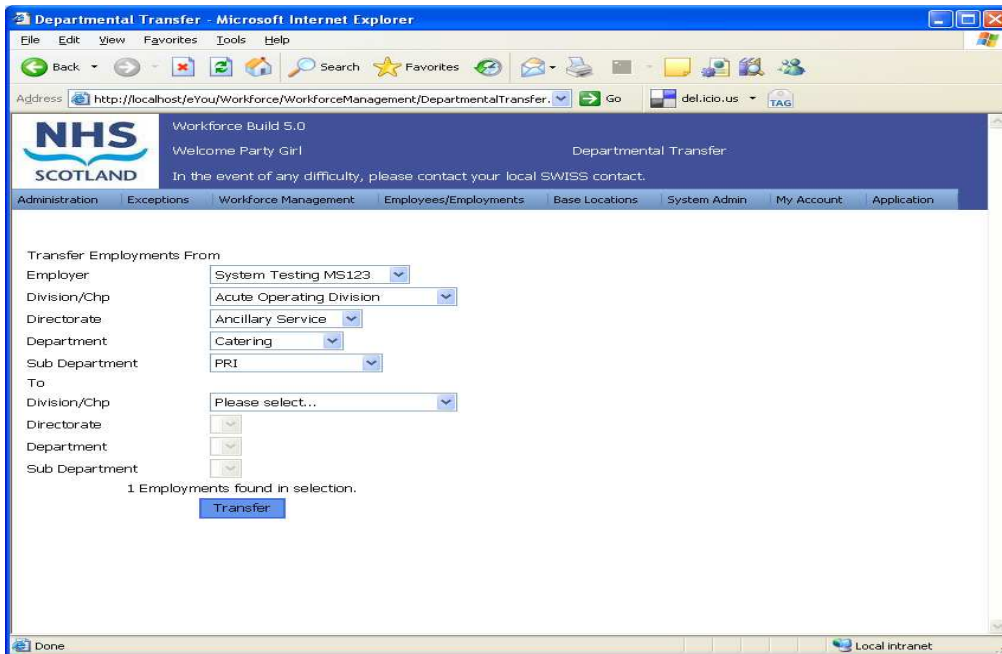 Departmental Transfer - Microsoft Internet Explorer
File Edit View Favorites Tools Help
Back Search Favorites
Address http://localhost/eYou/Workforce/WorkforceManagement/DepartmentalTransfer. Go del.icio.us TAG
NHS
SCOTLAND
Workforce Build 5.0
Welcome Party Girl Departmental Transfer
In the event of any difficulty, please contact your local SWISS contact.
Administration Exceptions Workforce Management Employees/Employments Base Locations System Admin My Account Application
Transfer Employments From
Employer System Testing MS123
Division/Chp Acute Operating Division
Directorate Ancillary Service
Department Catering
Sub Department PRI
To
Division/Chp Please select...
Directorate
Department
Sub Department
1 Employments found in selection.
Transfer
Done Local intranet